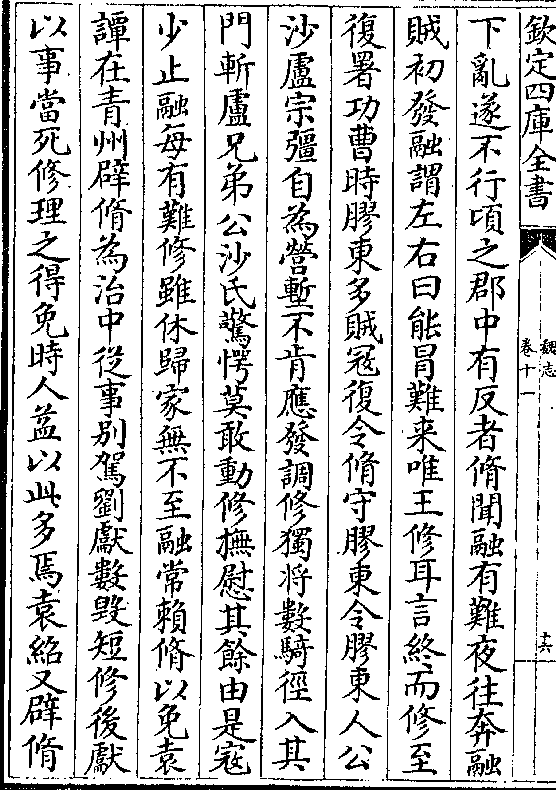 欽定四庫全書
魏志
卷十一
十六
下亂遂不行頃之郡中有反者脩聞融有難夜往奔融
賊初發融謂左右曰能冒難来唯王修耳言終而修至
復署功曹時膠東多賊冦復令脩守膠東令膠東人公
沙盧宗彊自為營塹不肯應發調修獨將數騎徑入其
門斬盧兄弟公沙氏驚愕莫敢動修撫慰其餘由是冦
少止融每有難修雖休歸家無不至融常賴脩以免袁
譚在青州辟脩為治中從事别駕劉獻數毀短修後獻
以事當死修理之得免時人益以此多焉袁紹又辟脩